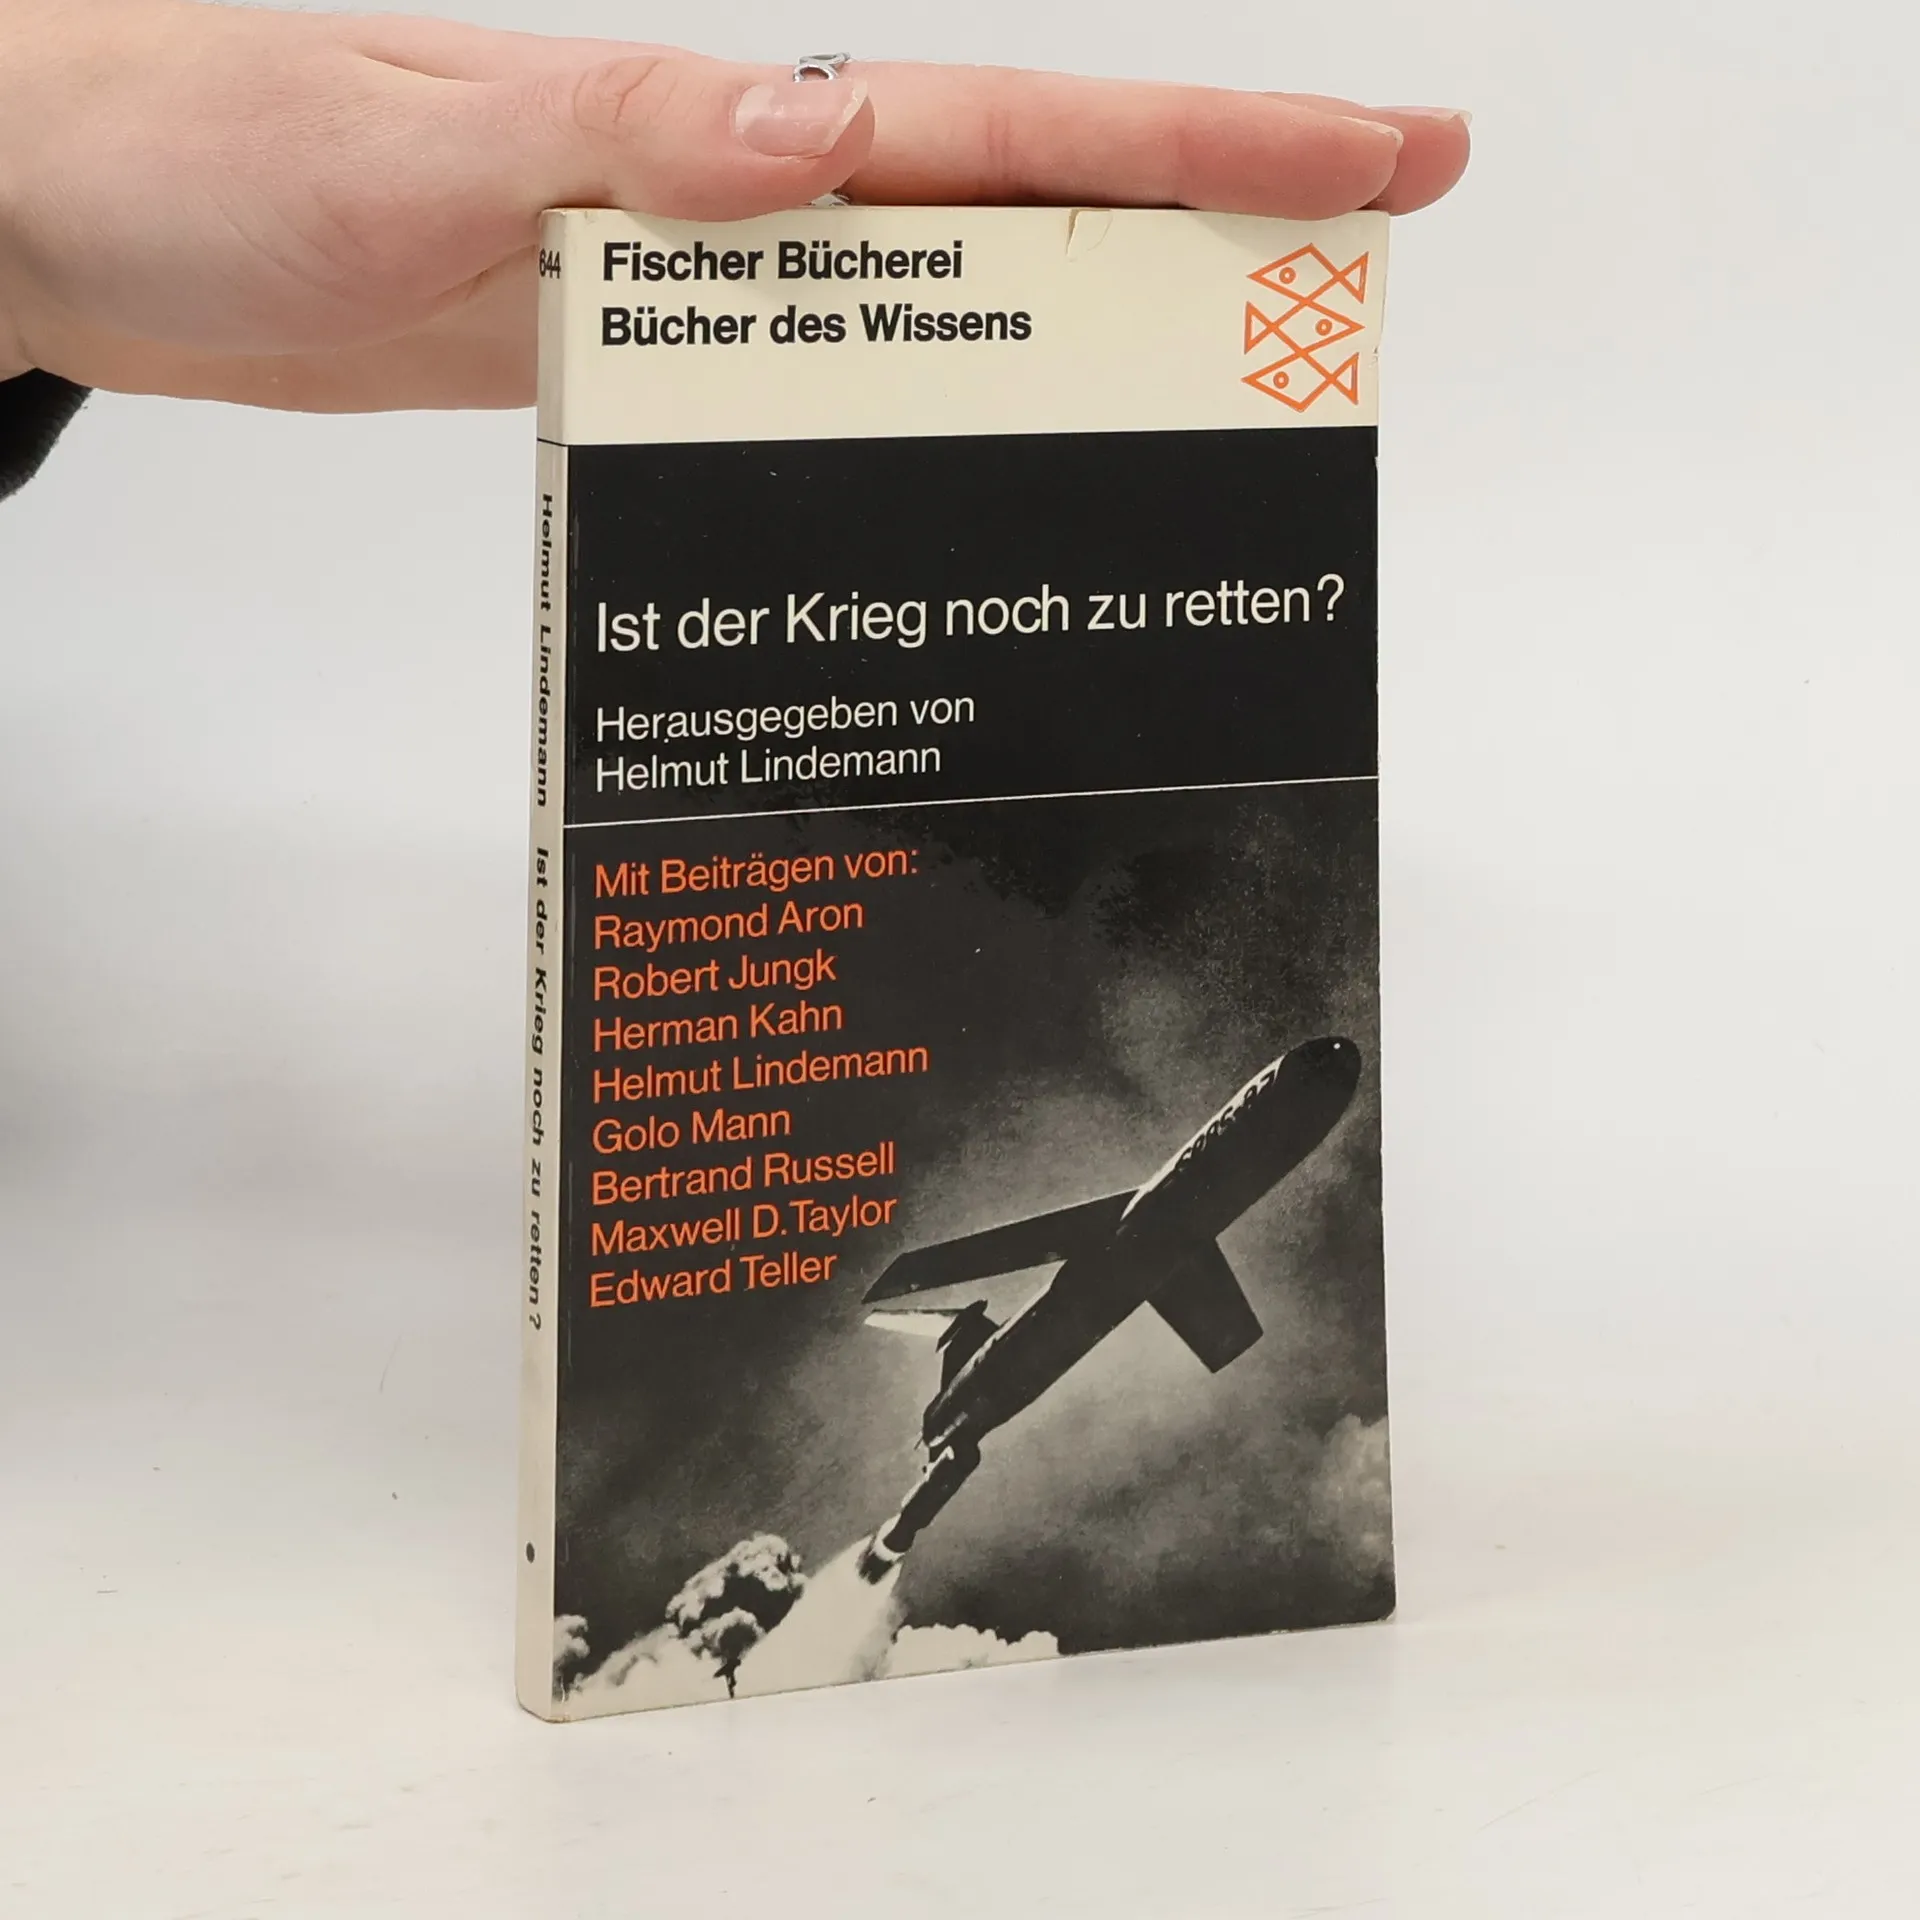 644
Fischer Bücherei
Bücher des Wissens
Ist der Krieg noch zu retten?
Herausgegeben von
Helmut Lindemann
Mit Beiträgen von:
Raymond Aron
Robert Jungk
Herman Kahn
Helmut Lindemann
Golo Mann
Bertrand Russell
Maxwell D. Taylor
Edward Teller
Helmut Lindemann Ist der Krieg noch zu retten?